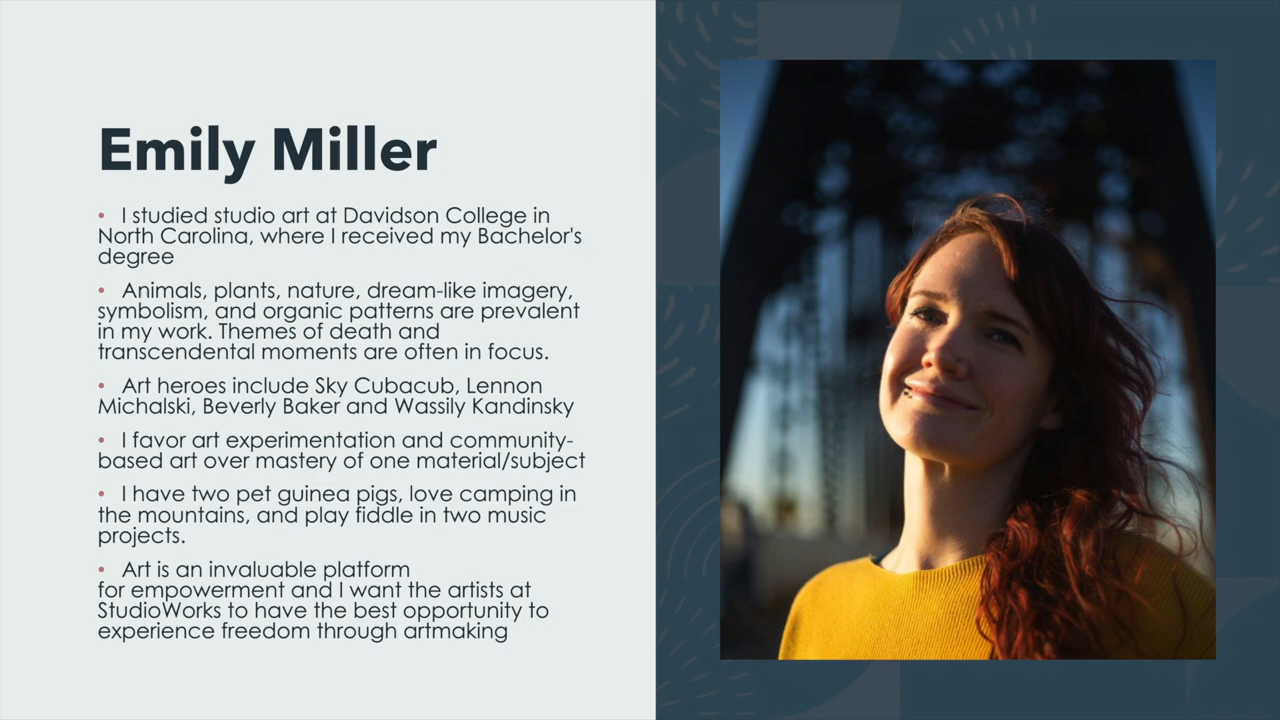 Emily Miller
• I studied studio art at Davidson College in
North Carolina, where I received my Bachelor's
degree
• Animals, plants, nature, dream-like imagery,
symbolism, and organic patterns are prevalent
in my work. Themes of death and
transcendental moments are often in focus.
• Art heroes include Sky Cubacub, Lennon
Michalski, Beverly Baker and Wassily Kandinsky
• I favor art experimentation and community-
based art over mastery of one material/subject
• I have two pet guinea pigs, love camping in
the mountains, and play fiddle in two music
projects.
• Art is an invaluable platform
for empowerment and I want the artists at
StudioWorks to have the best opportunity to
experience freedom through artmaking